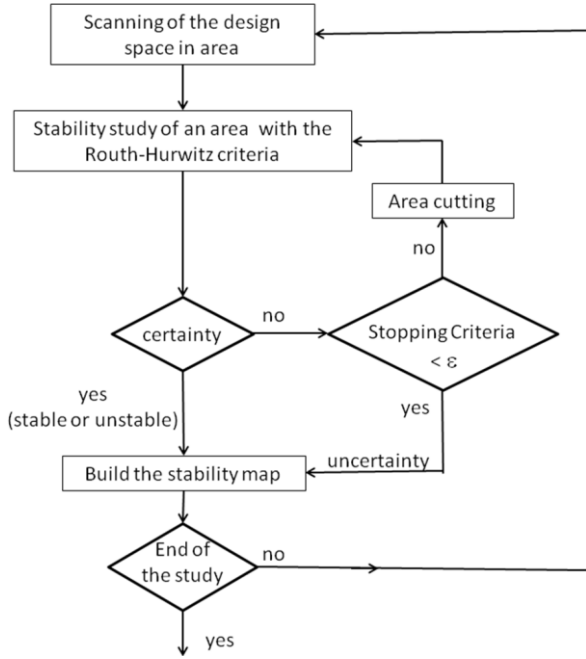 Scanning of the design
space in area
Stability study of an area with the
Routh-Hurwitz criteria
Area cutting
no
certainty
no
Stopping Criteria
< ε
yes
(stable or unstable)
yes
uncertainty
Build the stability map
End of
the study
no
yes